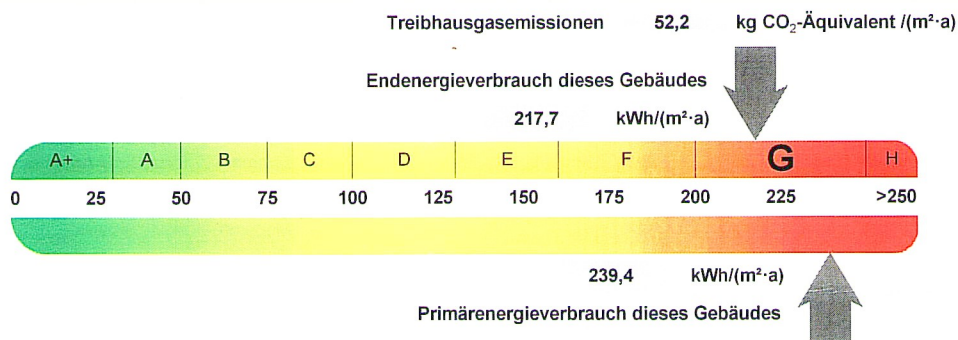 Treibhausgasemissionen 52,2 kg CO₂-Äquivalent /(m²·a)
Endenergieverbrauch dieses Gebäudes
217,7 kWh/(m²·a)
A+ A B C D E F G H
0 25 50 75 100 125 150 175 200 225 >250
239,4 kWh/(m²·a)
Primärenergieverbrauch dieses Gebäudes